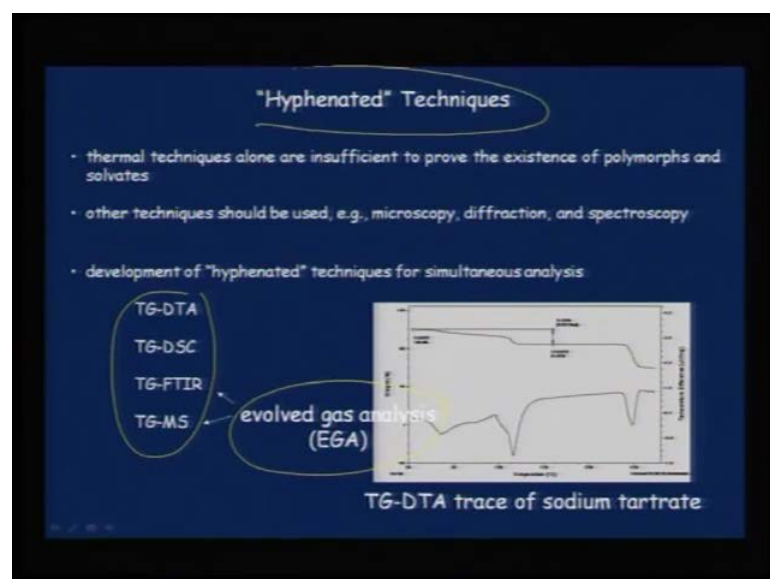 "Hyphenated" Techniques
• thermal techniques alone are insufficient to prove the existence of polymorphs and
solvates
• other techniques should be used, e.g., microscopy, diffraction, and spectroscopy
• development of "hyphenated" techniques for simultaneous analysis
TG-DTA
TG-DSC
TG-FTIR
TG-MS
evolved gas analysis
(EGA)
TG-DTA trace of sodium tartrate